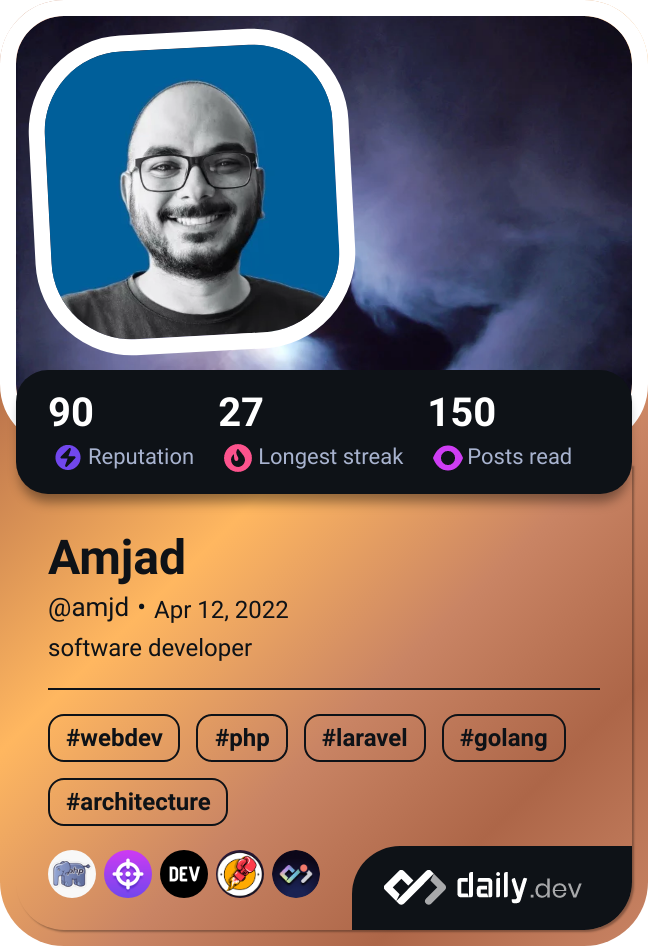 90 27 150
Reputation Longest streak Posts read
Amjad
@amjd • Apr 12, 2022
software developer
#webdev #php #laravel #golang
#architecture
php DEV daily.dev